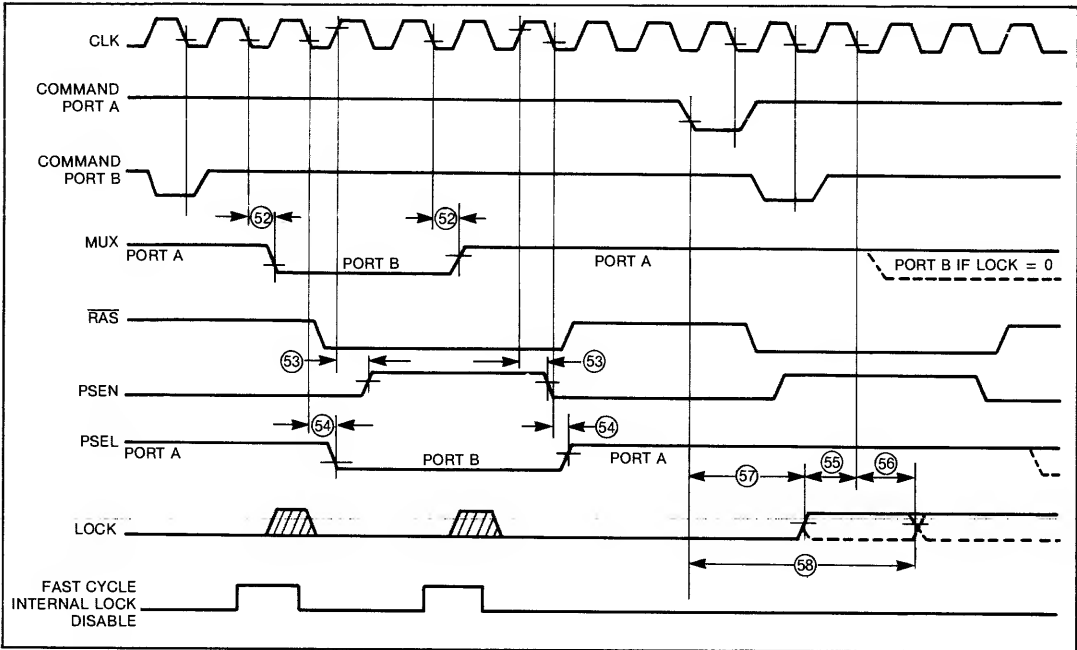 CLK
COMMAND
PORT A
COMMAND
PORT B
52
52
MUX
PORT A
PORT B
PORT A
PORT B IF LOCK = 0
RAS
53
53
PSEN
54
54
PSEL
PORT A
PORT B
PORT A
57
55
56
LOCK
58
FAST CYCLE
INTERNAL LOCK
DISABLE